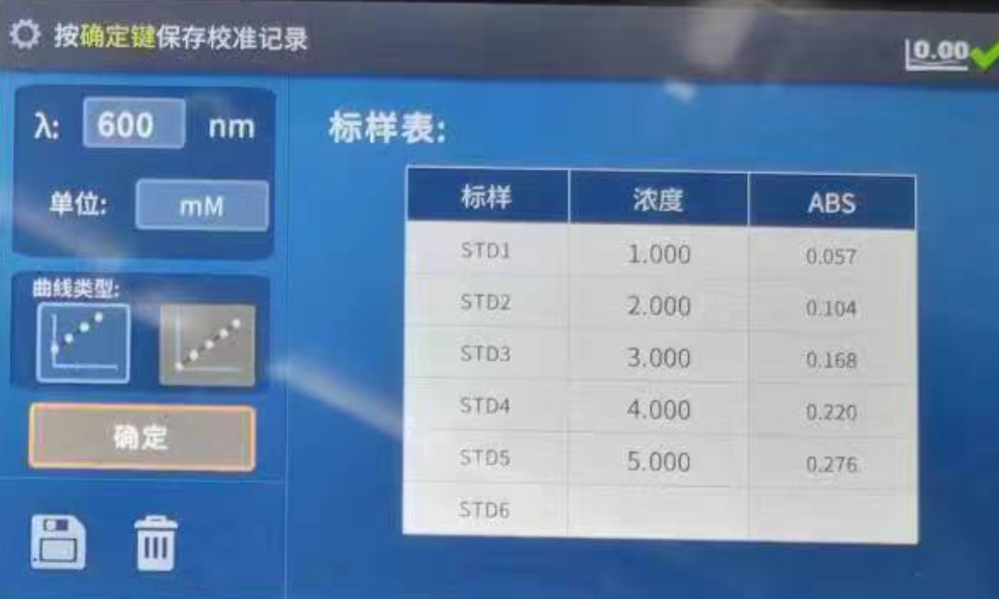 按确定键保存校准记录
0.00
λ: 600 nm
单位: mM
曲线类型:
确定
标样表:
标样 浓度 ABS
STD1 1.000 0.057
STD2 2.000 0.104
STD3 3.000 0.168
STD4 4.000 0.220
STD5 5.000 0.276
STD6